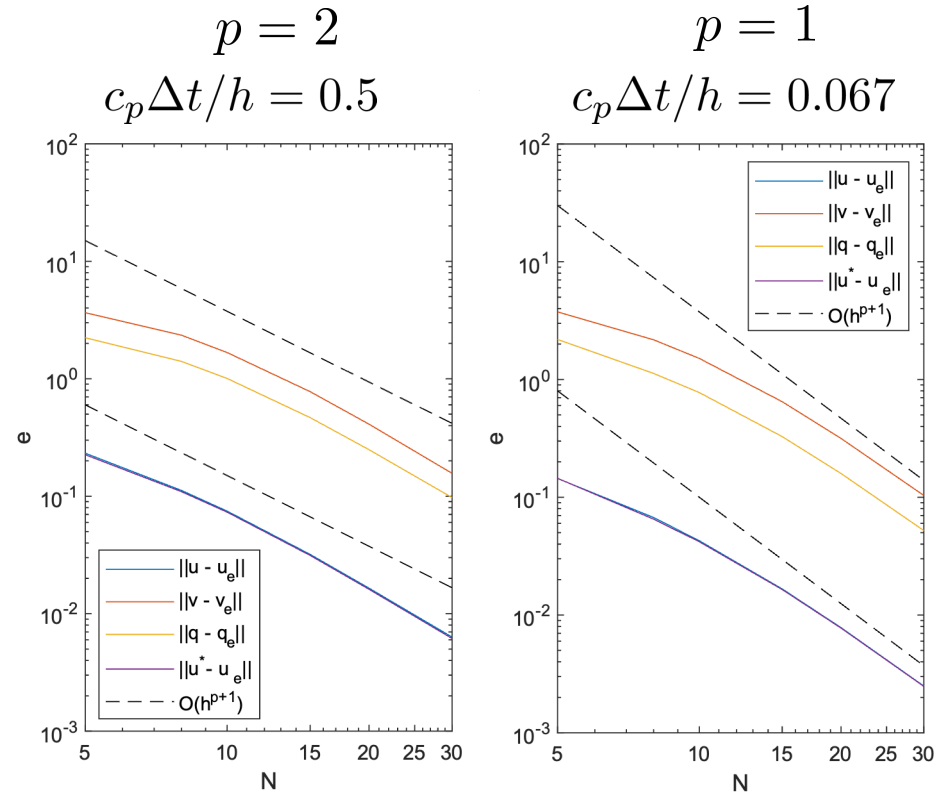 p = 2
c_pΔt/h = 0.5
10^2
10^1
10^0
10^-1
10^-2
10^-3
e
||u - u_e||
||v - v_e||
||q - q_e||
||u^* - u_e||
O(h^{p+1})
5
10
15
20
25
30
N
p = 1
c_pΔt/h = 0.067
10^2
10^1
10^0
10^-1
10^-2
10^-3
e
||u - u_e||
||v - v_e||
||q - q_e||
||u^* - u_e||
O(h^{p+1})
5
10
15
20
25
30
N